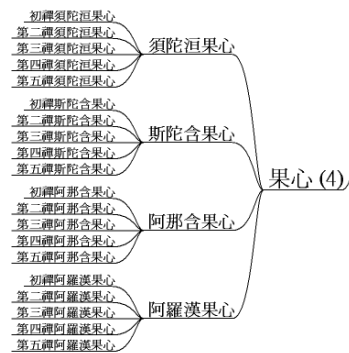 初禪須陀洹果心
第二禪須陀洹果心
第三禪須陀洹果心
第四禪須陀洹果心
第五禪須陀洹果心
須陀洹果心
初禪斯陀含果心
第二禪斯陀含果心
第三禪斯陀含果心
第四禪斯陀含果心
第五禪斯陀含果心
斯陀含果心
果心 (4)
初禪阿那含果心
第二禪阿那含果心
第三禪阿那含果心
第四禪阿那含果心
第五禪阿那含果心
阿那含果心
初禪阿羅漢果心
第二禪阿羅漢果心
第三禪阿羅漢果心
第四禪阿羅漢果心
第五禪阿羅漢果心
阿羅漢果心